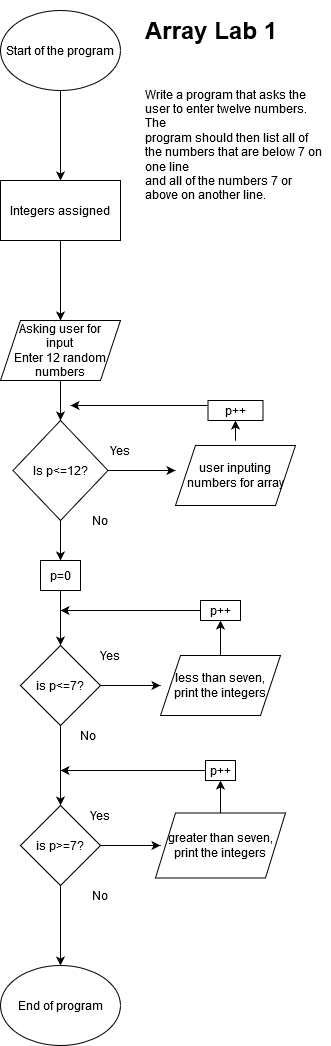 Array Lab 1
Start of the program
Write a program that asks the
user to enter twelve numbers.
The
program should then list all of
the numbers that are below 7 on
one line
and all of the numbers 7 or
above on another line.
Integers assigned
Asking user for
input
Enter 12 random
numbers
p++
Is p<=12?
Yes
user inputing
numbers for array
No
p=0
p++
is p<=7?
Yes
less than seven,
print the integers
No
p++
is p>=7?
Yes
greater than seven,
print the integers
No
End of program